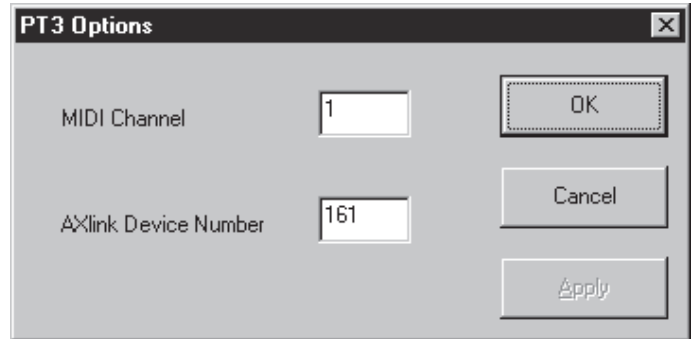 PT3 Options
MIDI Channel 1 OK
AXlink Device Number 161 Cancel
Apply